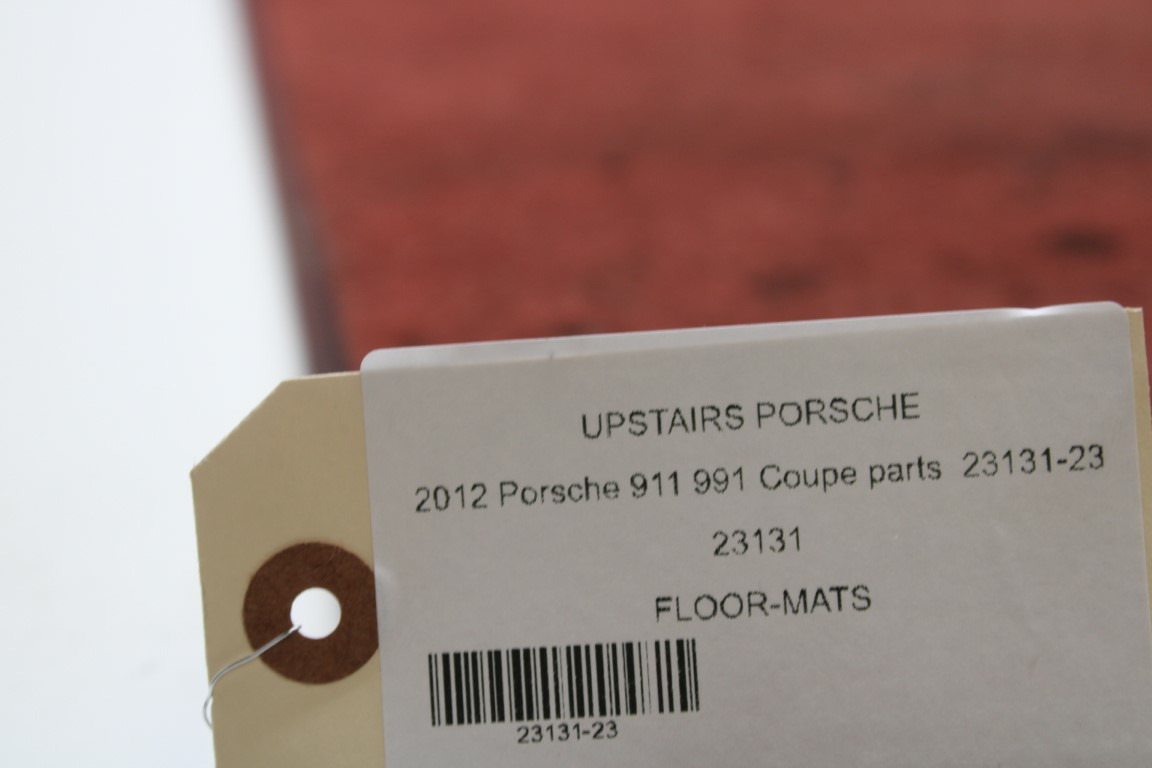 UPSTAIRS PORSCHE
2012 Porsche 911 991 Coupe parts 23131-23
23131
FLOOR-MATS
23131-23